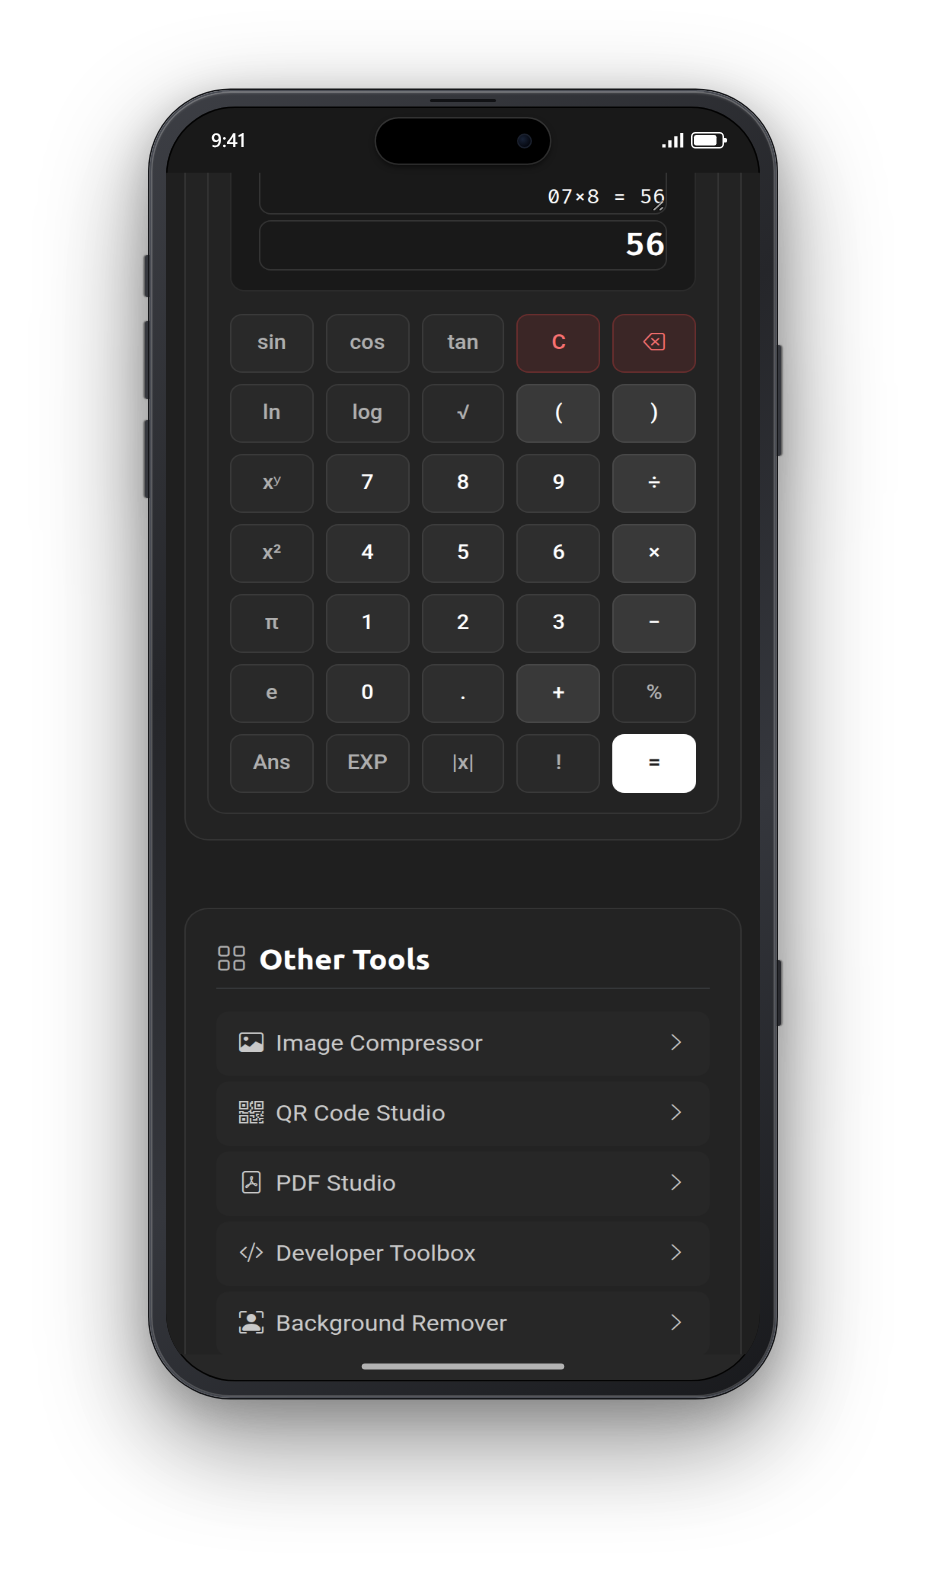 9:41
07×8 = 56
56
sin cos tan C
ln log √ ( )
xʸ 7 8 9 ÷
x² 4 5 6 ×
π 1 2 3 −
e 0 . + %
Ans EXP |x| ! =
Other Tools
Image Compressor
QR Code Studio
PDF Studio
Developer Toolbox
Background Remover